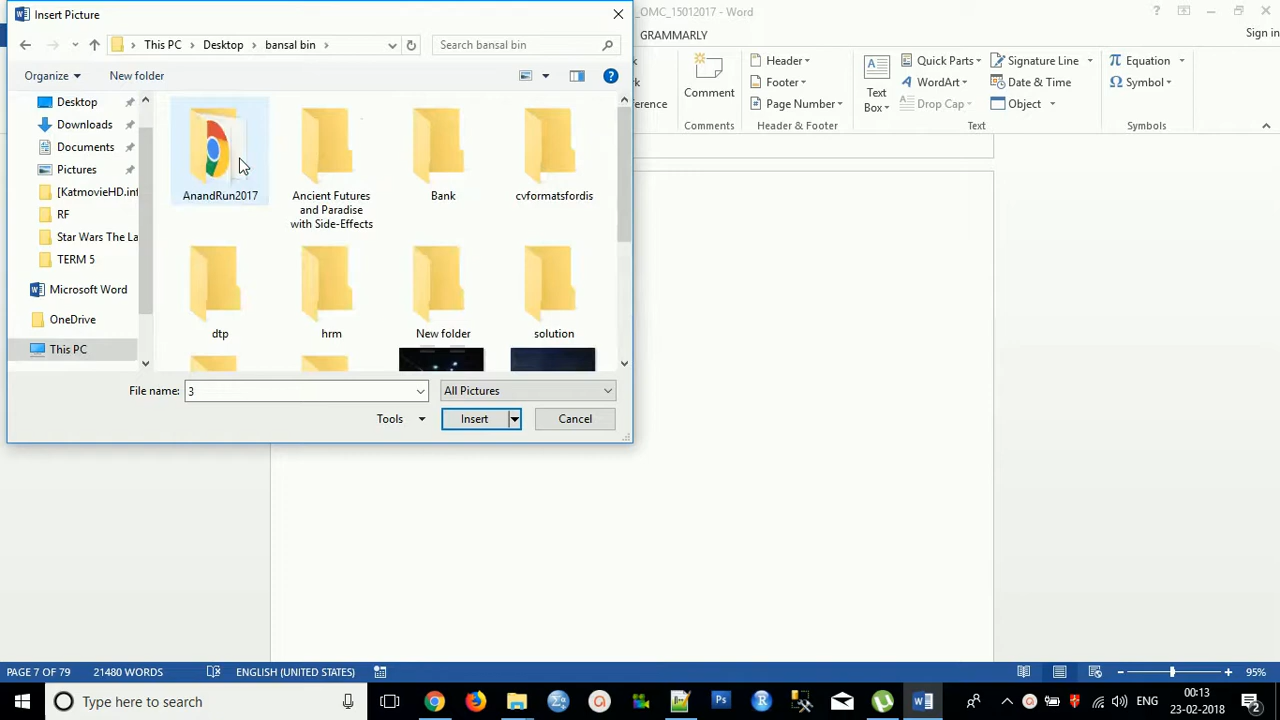 Insert Picture
_OMC_15012017 - Word
This PC
Desktop
bansal bin
Search bansal bin
GRAMMARLY
Sign in
Organize
New folder
Desktop
Downloads
Documents
Pictures
[KatmovieHD.in
RF
Star Wars The La
TERM 5
Microsoft Word
OneDrive
This PC
AnandRun2017
Ancient Futures
and Paradise
with Side-Effects
Bank
cvformatsfordis
dtp
hrm
New folder
solution
File name: 3
All Pictures
Tools
Insert
Cancel
Comment
Comments
Header
Footer
Page Number
Header & Footer
Text
Box
Quick Parts
WordArt
Drop Cap
Signature Line
Date & Time
Object
Text
Equation
Symbol
Symbols
erence
PAGE 7 OF 79
21480 WORDS
ENGLISH (UNITED STATES)
95%
Type here to search
Ps
R
ENG
00:13
23-02-2018
2